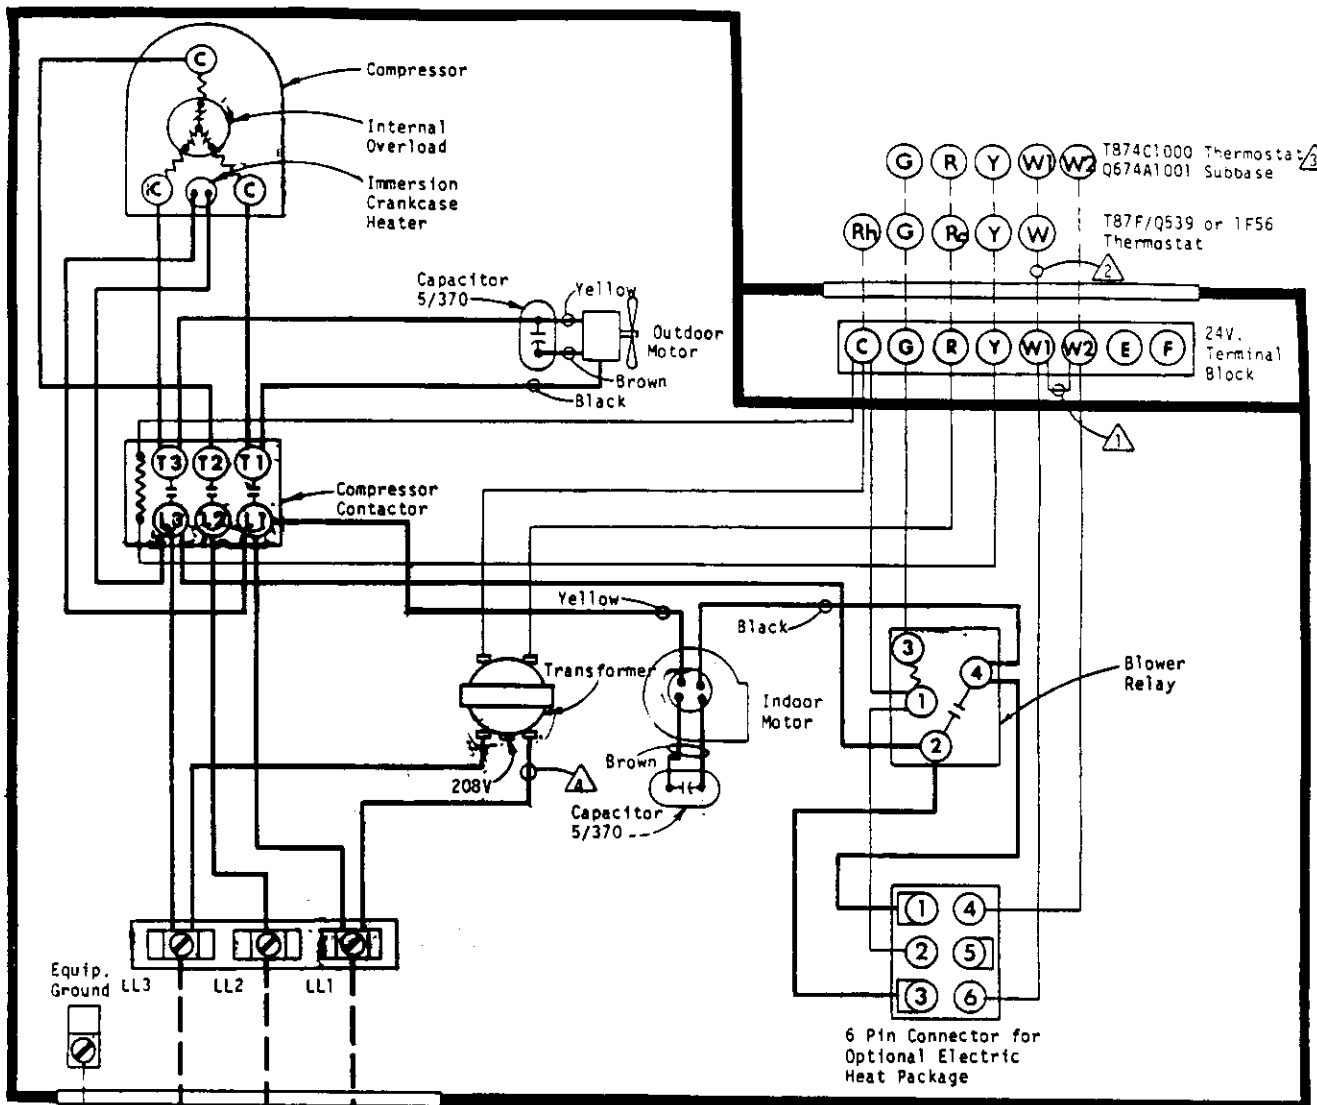 C
Compressor
Internal
Overload
C
C
Immersion
Crankcase
Heater
G R Y W1 W2
T874C1000 Thermostat 3
Q674A1001 Subbase
Rh G Rc Y W
T87F/Q539 or 1F56
Thermostat
2
Capacitor
5/370
Yellow
Outdoor
Motor
Brown
Black
C G R Y W1 W2 E F
24V.
Terminal
Block
1
T3 T2 T1
L3 L2 L1
Compressor
Contactor
Yellow
Black
3
4
1
2
Blower
Relay
Transformer
208V
4
Indoor
Motor
Brown
Capacitor
5/370
1 4
2 5
3 6
6 Pin Connector for
Optional Electric
Heat Package
Equip.
Ground
LL3 LL2 LL1